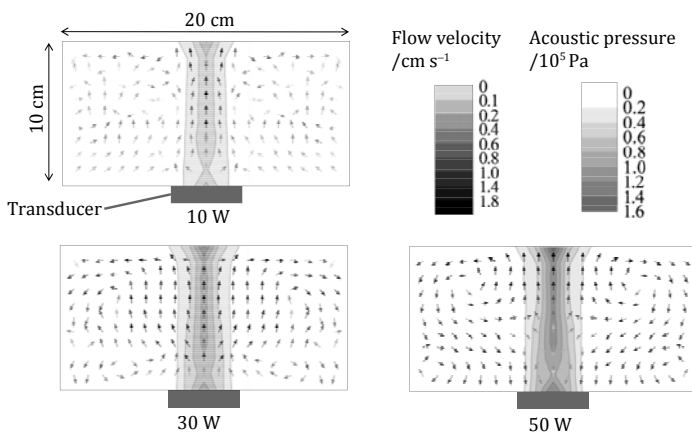 20 cm
10 cm
Transducer
10 W
Flow velocity
/cm s⁻¹
0
0.1
0.2
0.4
0.6
0.8
1.0
1.4
1.8
Acoustic pressure
/10⁵ Pa
0
0.2
0.4
0.6
0.8
1.0
1.2
1.4
1.6
30 W
50 W